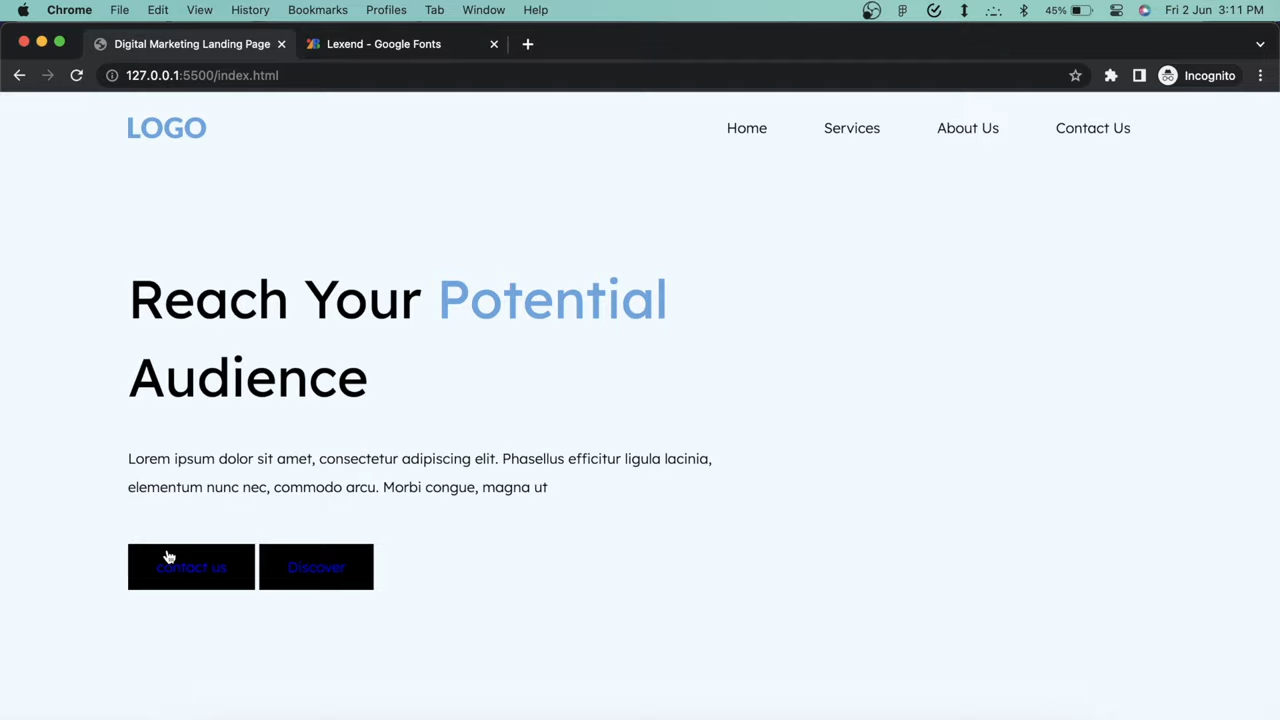 Chrome File Edit View History Bookmarks Profiles Tab Window Help 45% Fri 2 Jun 3:11 PM
Digital Marketing Landing Page Lexend - Google Fonts
127.0.0.1:5500/index.html Incognito
LOGO Home Services About Us Contact Us
Reach Your Potential
Audience
Lorem ipsum dolor sit amet, consectetur adipiscing elit. Phasellus efficitur ligula lacinia,
elementum nunc nec, commodo arcu. Morbi congue, magna ut
contact us Discover